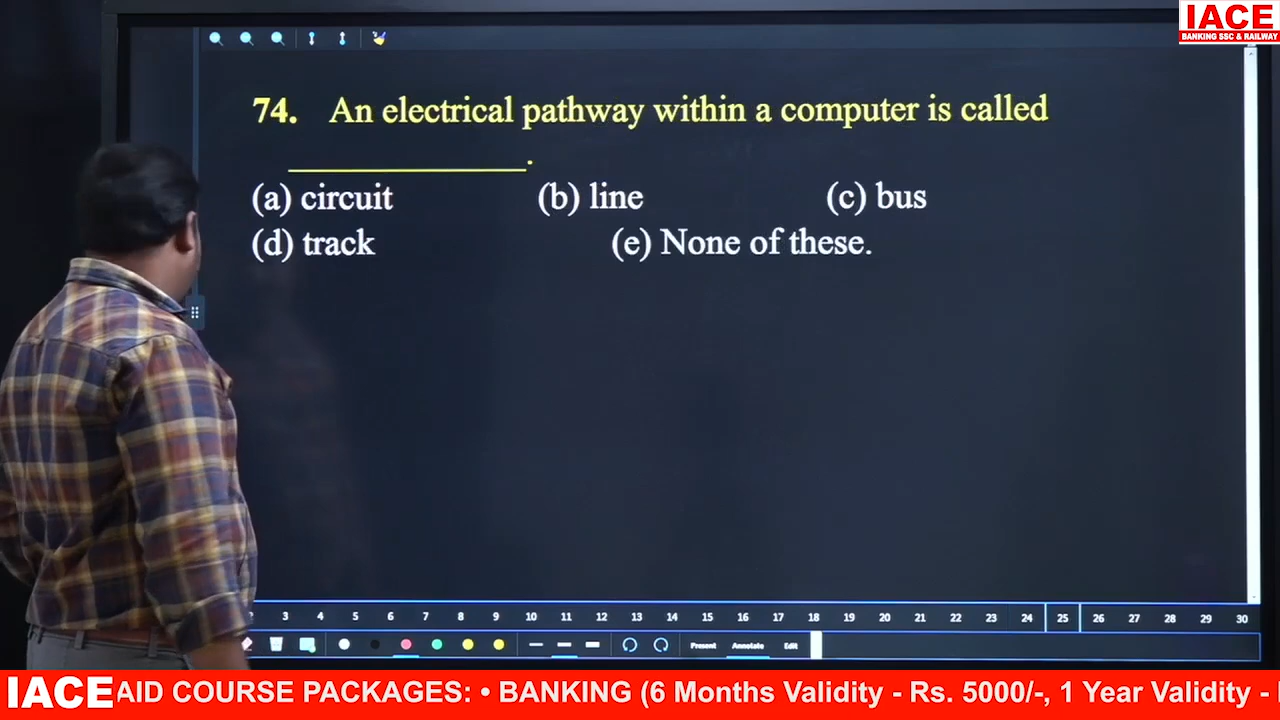 IACE
BANKING SSC & RAILWAY
74. An electrical pathway within a computer is called
____________.
(a) circuit (b) line (c) bus
(d) track (e) None of these.
3 4 5 6 7 8 9 10 11 12 13 14 15 16 17 18 19 20 21 22 23 24 25 26 27 28 29 30
Present Annotate Edit
IACE AID COURSE PACKAGES: • BANKING (6 Months Validity - Rs. 5000/-, 1 Year Validity -